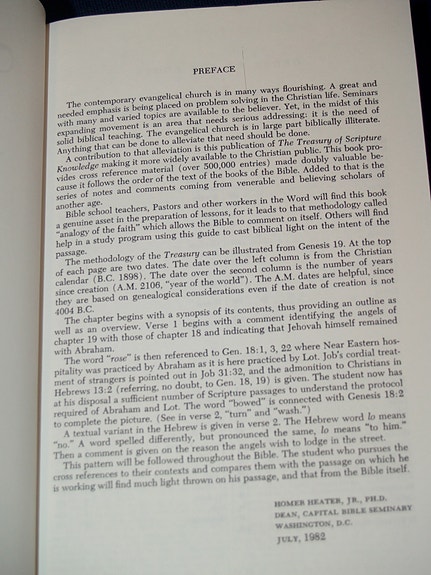 PREFACE
The contemporary evangelical church is in many ways flourishing. A great and
needed emphasis is being placed on problem solving in the Christian life. Seminars
with many and varied topics are available to the believer. Yet, in the midst of this
expanding movement is an area that needs serious addressing: it is the need of
solid biblical teaching. The evangelical church is in large part biblically illiterate.
Anything that can be done to alleviate that need should be done.
A contribution to that alleviation is this publication of The Treasury of Scripture
Knowledge making it more widely available to the Christian public. This book pro-
vides cross reference material (over 500,000 entries) made doubly valuable be-
cause it follows the order of the text of the books of the Bible. Added to that is the
series of notes and comments coming from venerable and believing scholars of
another age.
Bible school teachers, Pastors and other workers in the Word will find this book
a genuine asset in the preparation of lessons, for it leads to that methodology called
"analogy of the faith" which allows the Bible to comment on itself. Others will find
help in a study program using this guide to cast biblical light on the intent of the
passage.
The methodology of the Treasury can be illustrated from Genesis 19. At the top
of each page are two dates. The date over the left column is from the Christian
calendar (B.C. 1898). The date over the second column is the number of years
since creation (A.M. 2106, "year of the world"). The A.M. dates are helpful, since
they are based on genealogical considerations even if the date of creation is not
4004 B.C.
The chapter begins with a synopsis of its contents, thus providing an outline as
well as an overview. Verse 1 begins with a comment identifying the angels of
chapter 19 with those of chapter 18 and indicating that Jehovah himself remained
with Abraham.
The word "rose" is then referenced to Gen. 18:1, 3, 22 where Near Eastern hos-
pitality was practiced by Abraham as it is here practiced by Lot. Job's cordial treat-
ment of strangers is pointed out in Job 31:32, and the admonition to Christians in
Hebrews 13:2 (referring, no doubt, to Gen. 18, 19) is given. The student now has
at his disposal a sufficient number of Scripture passages to understand the protocol
required of Abraham and Lot. The word "bowed" is connected with Genesis 18:2
to complete the picture. (See in verse 2, "turn" and "wash.")
A textual variant in the Hebrew is given in verse 2. The Hebrew word lo means
"no." A word spelled differently, but pronounced the same, lo means "to him."
Then a comment is given on the reason the angels wish to lodge in the street.
This pattern will be followed throughout the Bible. The student who pursues the
cross references to their contexts and compares them with the passage on which he
is working will find much light thrown on his passage, and that from the Bible itself.
HOMER HEATER, JR., PH.D.
DEAN, CAPITAL BIBLE SEMINARY
WASHINGTON, D.C.
JULY, 1982